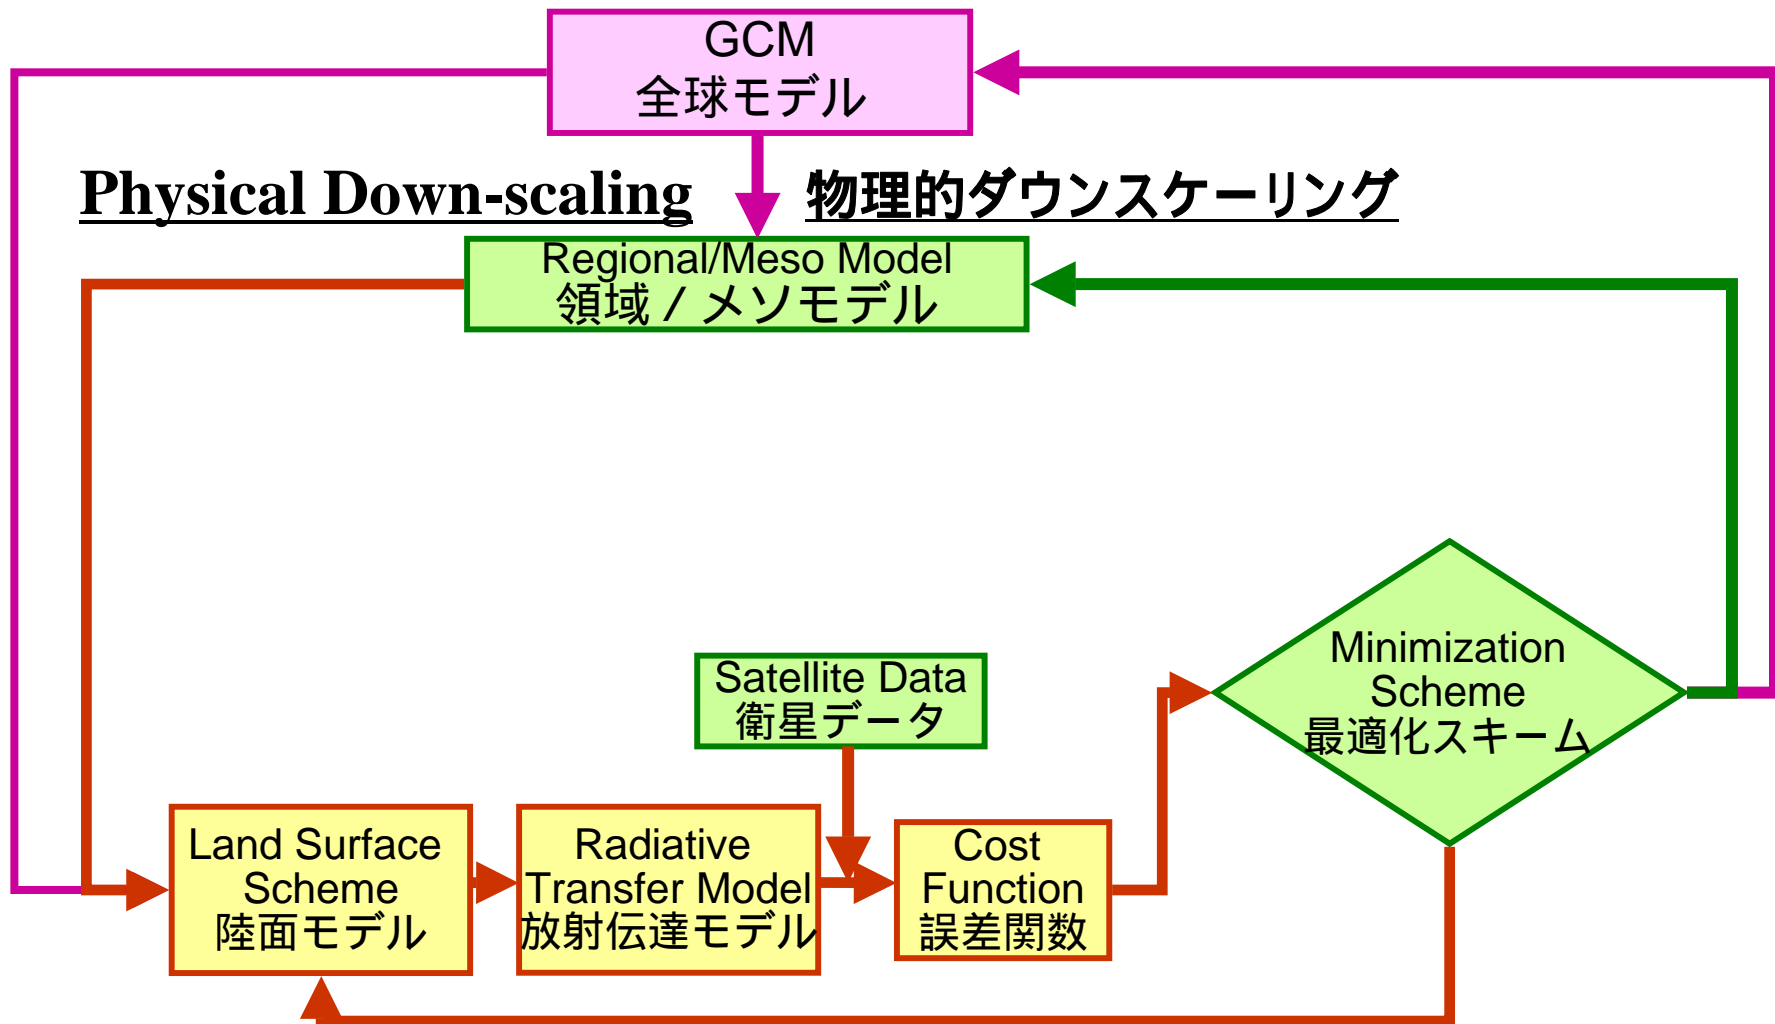 GCM
全球モデル
Physical Down-scaling 物理的ダウンスケーリング
Regional/Meso Model
領域/メソモデル
Satellite Data
衛星データ
Minimization
Scheme
最適化スキーム
Land Surface
Scheme
陸面モデル
Radiative
Transfer Model
放射伝達モデル
Cost
Function
誤差関数